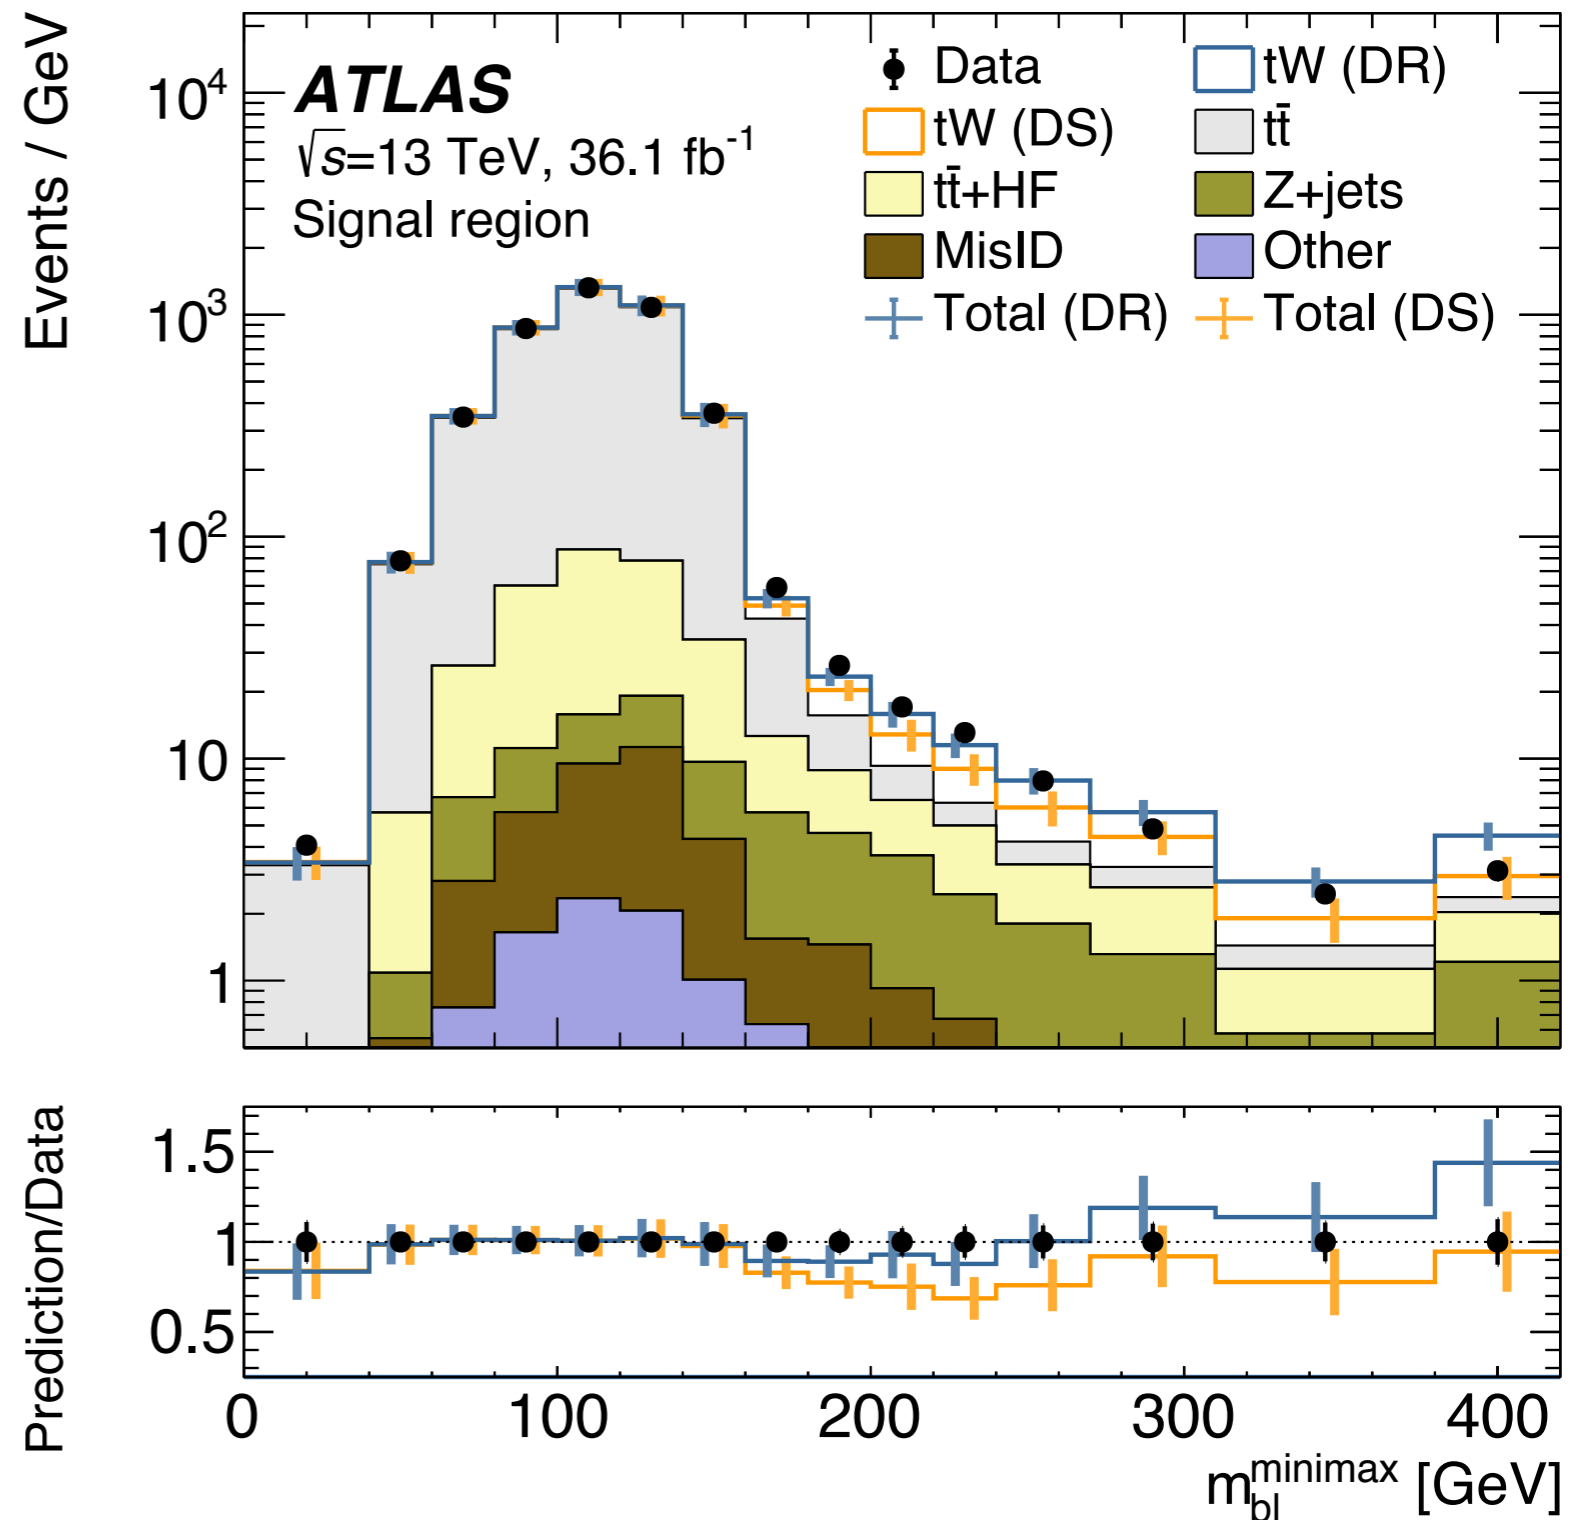 Events / GeV
10⁴
10³
10²
10
1
ATLAS
√s=13 TeV, 36.1 fb⁻¹
Signal region
Data
tW (DR)
tW (DS)
tt̄
tt̄+HF
Z+jets
MisID
Other
Total (DR)
Total (DS)
Prediction/Data
1.5
1
0.5
0 100 200 300 400
m_bl^minimax [GeV]